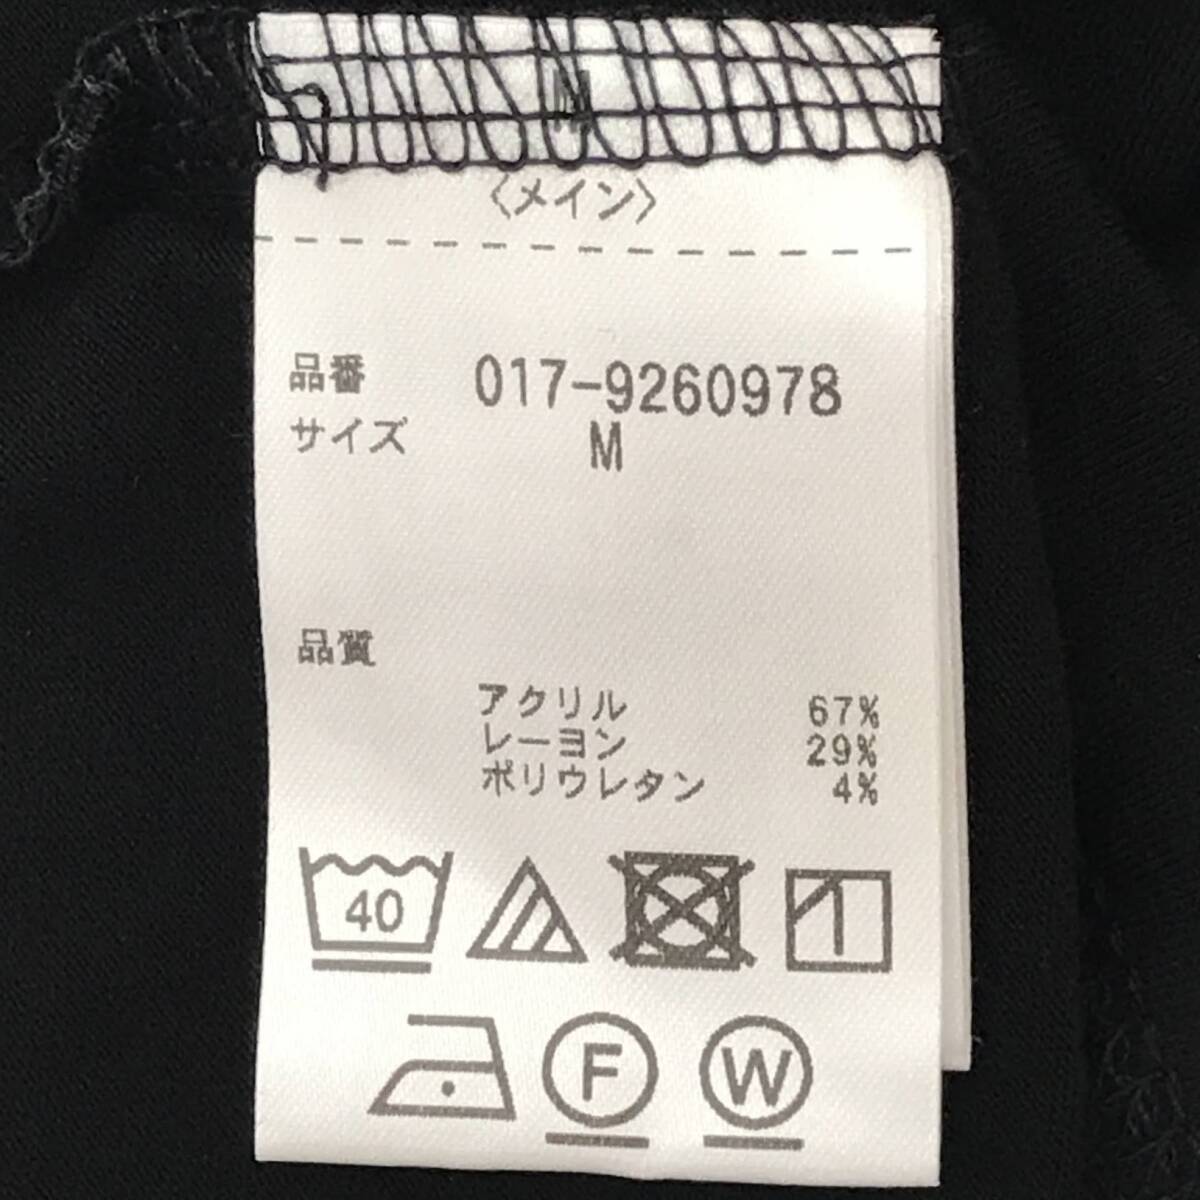 M
〈メイン〉
品番 017-9260978
サイズ M
品質
アクリル 67%
レーヨン 29%
ポリウレタン 4%
40
F W